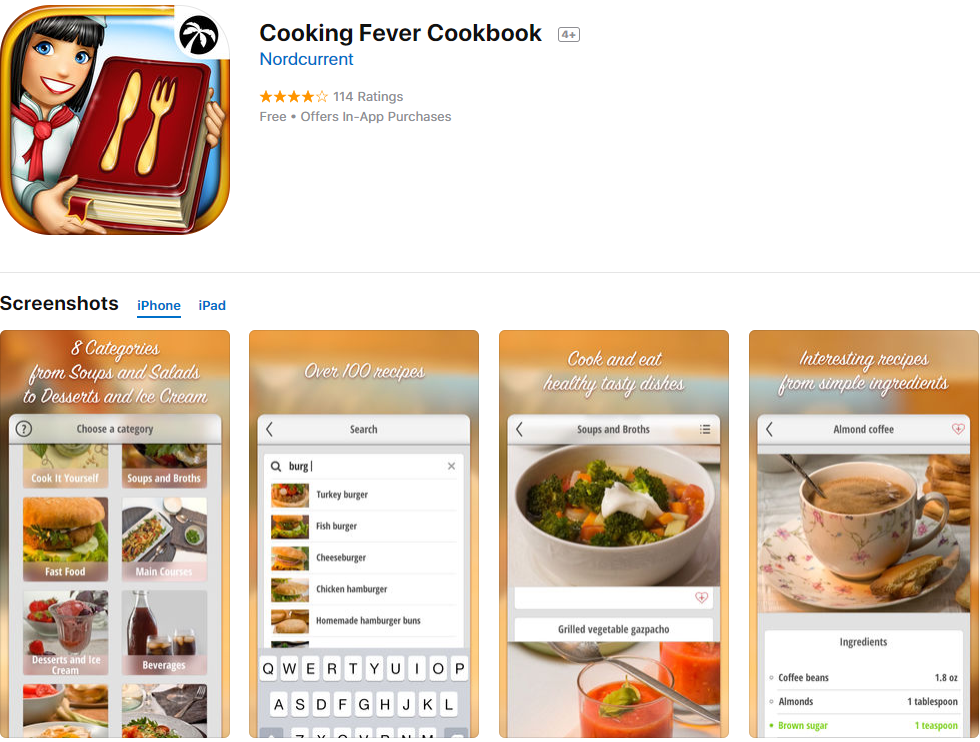 Cooking Fever Cookbook 4+
Nordcurrent
114 Ratings
Free • Offers In-App Purchases
Screenshots iPhone iPad
8 Categories
from Soups and Salads
to Desserts and Ice Cream
?
Choose a category
Cook It Yourself
Soups and Broths
Fast Food
Main Courses
Desserts and Ice
Cream
Beverages
Over 100 recipes
Search
burg
Turkey burger
Fish burger
Cheeseburger
Chicken hamburger
Homemade hamburger buns
Q W E R T Y U I O P
A S D F G H J K L
Z X C V B N M
Cook and eat
healthy tasty dishes
Soups and Broths
Grilled vegetable gazpacho
Interesting recipes
from simple ingredients
Almond coffee
Ingredients
Coffee beans 1.8 oz
Almonds 1 tablespoon
Brown sugar 1 teaspoon